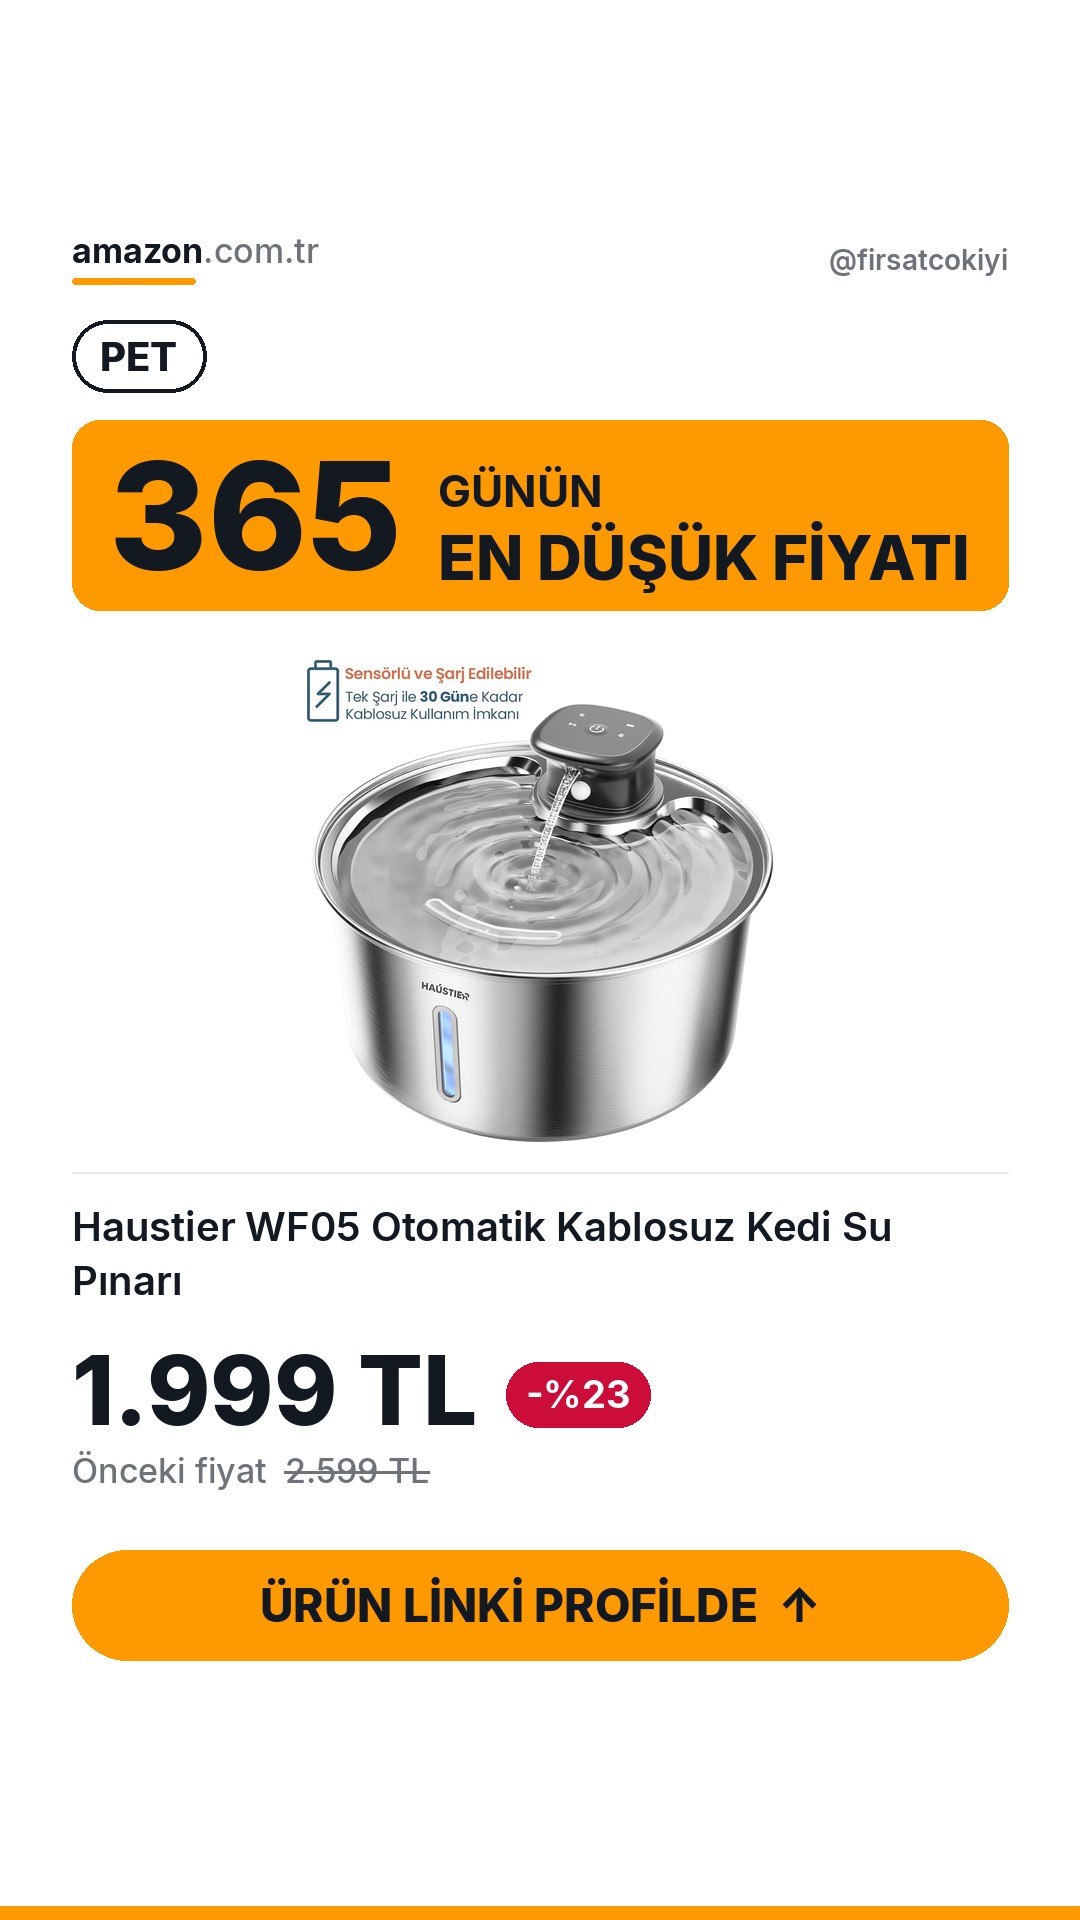 amazon.com.tr
@firsatcokiyi
PET
365 GÜNÜN
EN DÜŞÜK FİYATI
Sensörlü ve Şarj Edilebilir
Tek Şarj ile 30 Güne Kadar
Kablosuz Kullanım İmkanı
HAÚSTIER
Haustier WF05 Otomatik Kablosuz Kedi Su
Pınarı
1.999 TL -%23
Önceki fiyat 2.599 TL
ÜRÜN LİNKİ PROFİLDE ↑